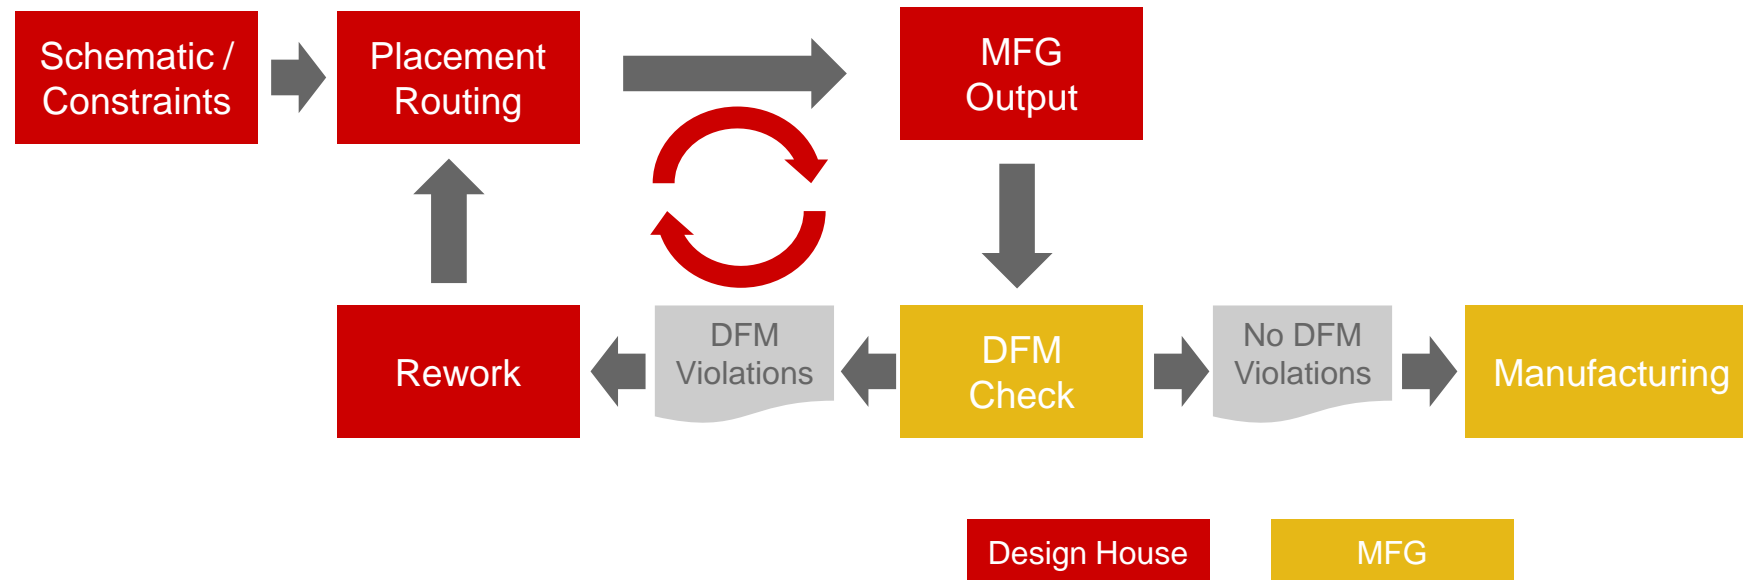 Schematic /
Constraints
Placement
Routing
MFG
Output
Rework
DFM
Violations
DFM
Check
No DFM
Violations
Manufacturing
Design House
MFG